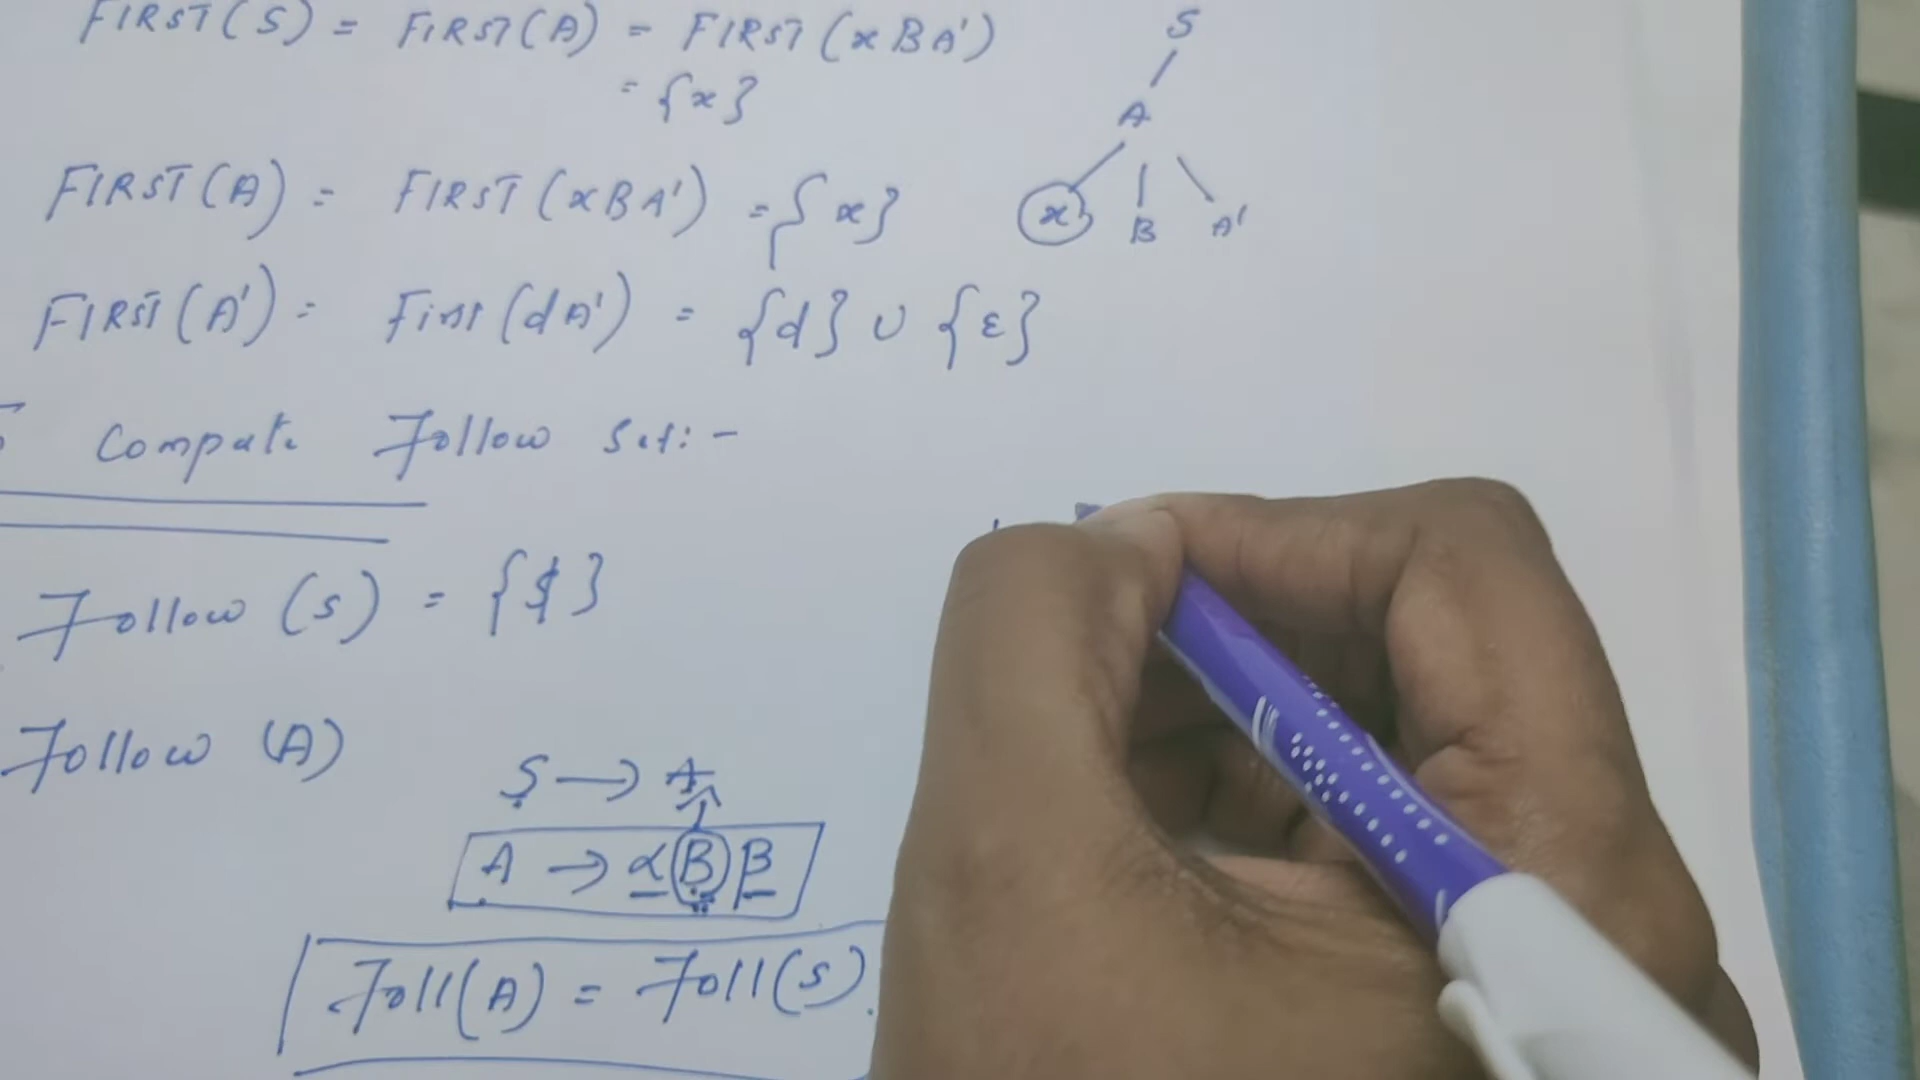 FIRST(S) = FIRST(A) = FIRST(xBA')
= {x}
FIRST(A) = FIRST(xBA') = {x}
FIRST(A') = First(dA') = {d} ∪ {ε}
Compute Follow Set:-
Follow (S) = {$}
Follow (A)
S → A
A → αBβ
Foll(A) = Foll(S).
S
A
x B A'